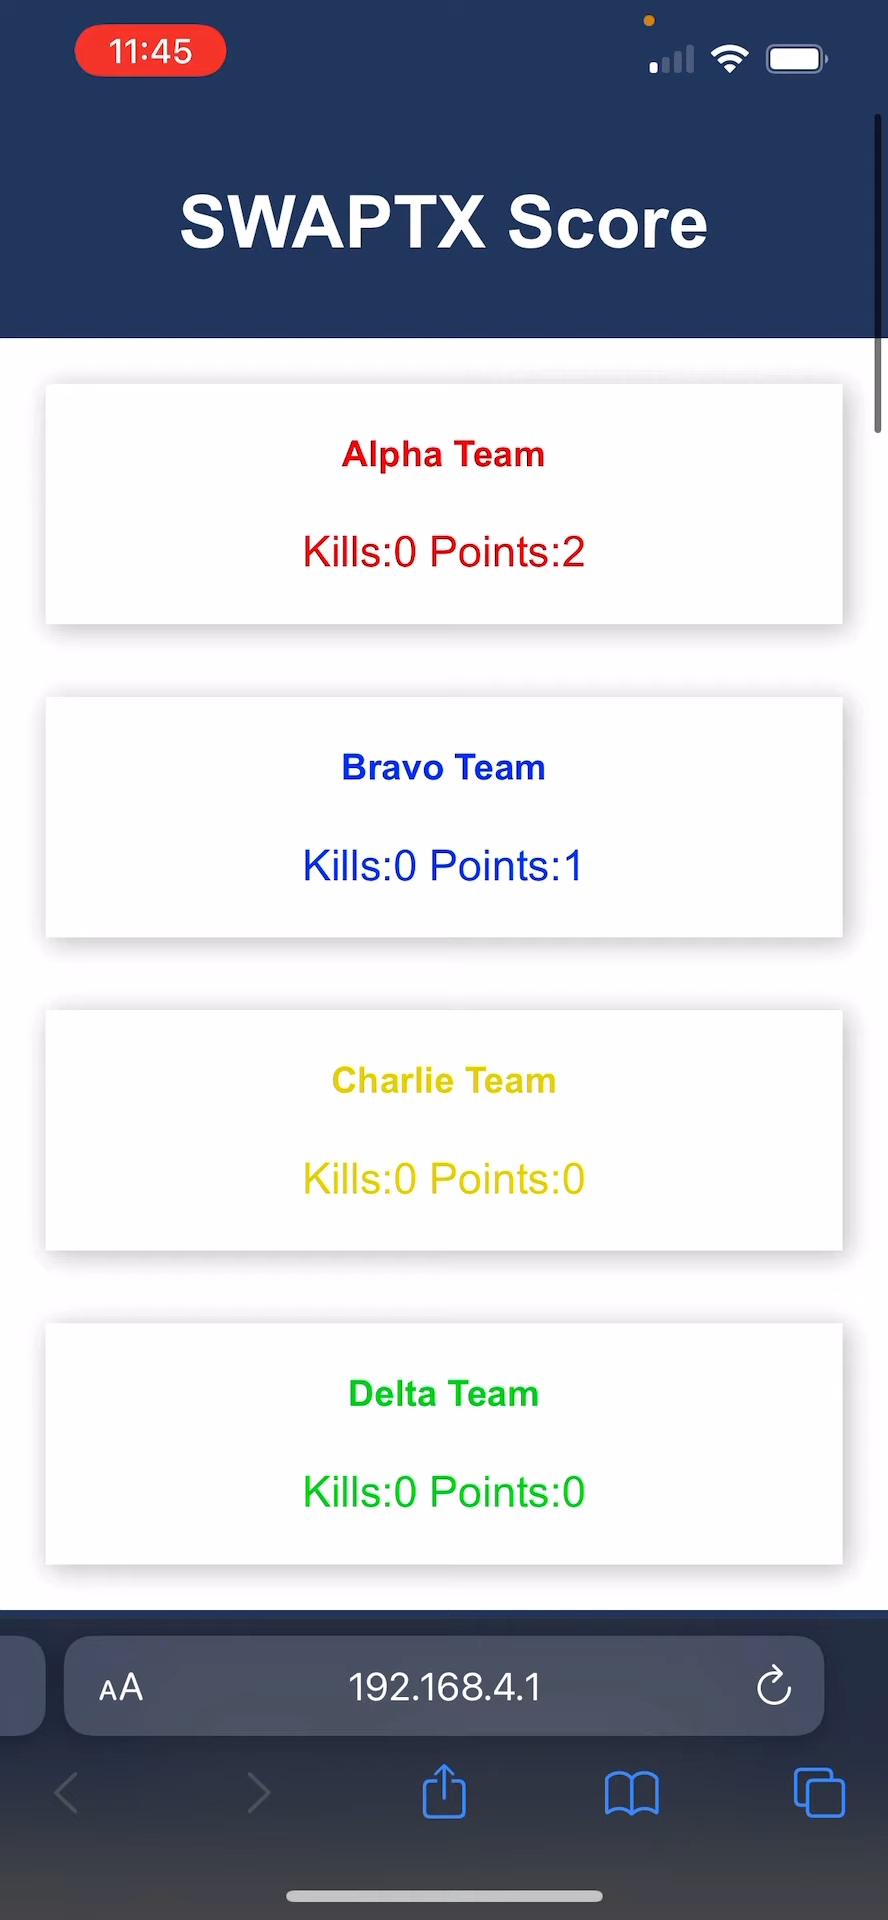 11:45
SWAPTX Score
Alpha Team
Kills:0 Points:2
Bravo Team
Kills:0 Points:1
Charlie Team
Kills:0 Points:0
Delta Team
Kills:0 Points:0
AA 192.168.4.1